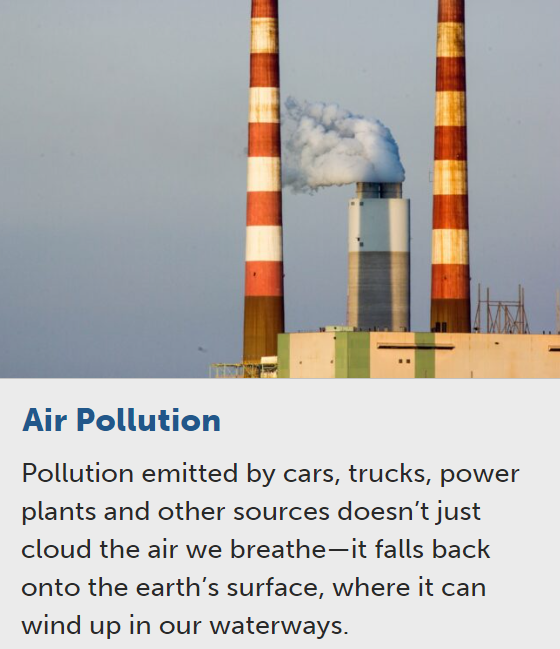 Air Pollution
Pollution emitted by cars, trucks, power
plants and other sources doesn’t just
cloud the air we breathe—it falls back
onto the earth’s surface, where it can
wind up in our waterways.